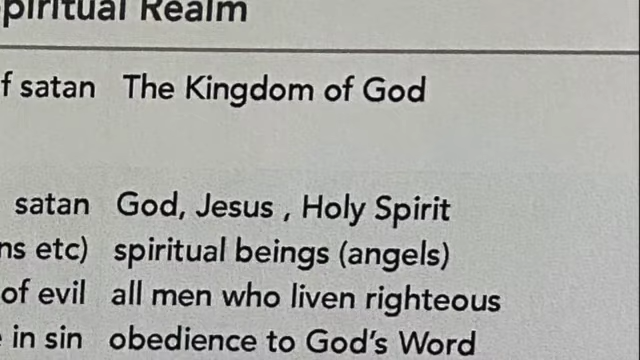 Spiritual Realm
f satan The Kingdom of God
satan God, Jesus , Holy Spirit
ns etc) spiritual beings (angels)
of evil all men who liven righteous
in sin obedience to God's Word